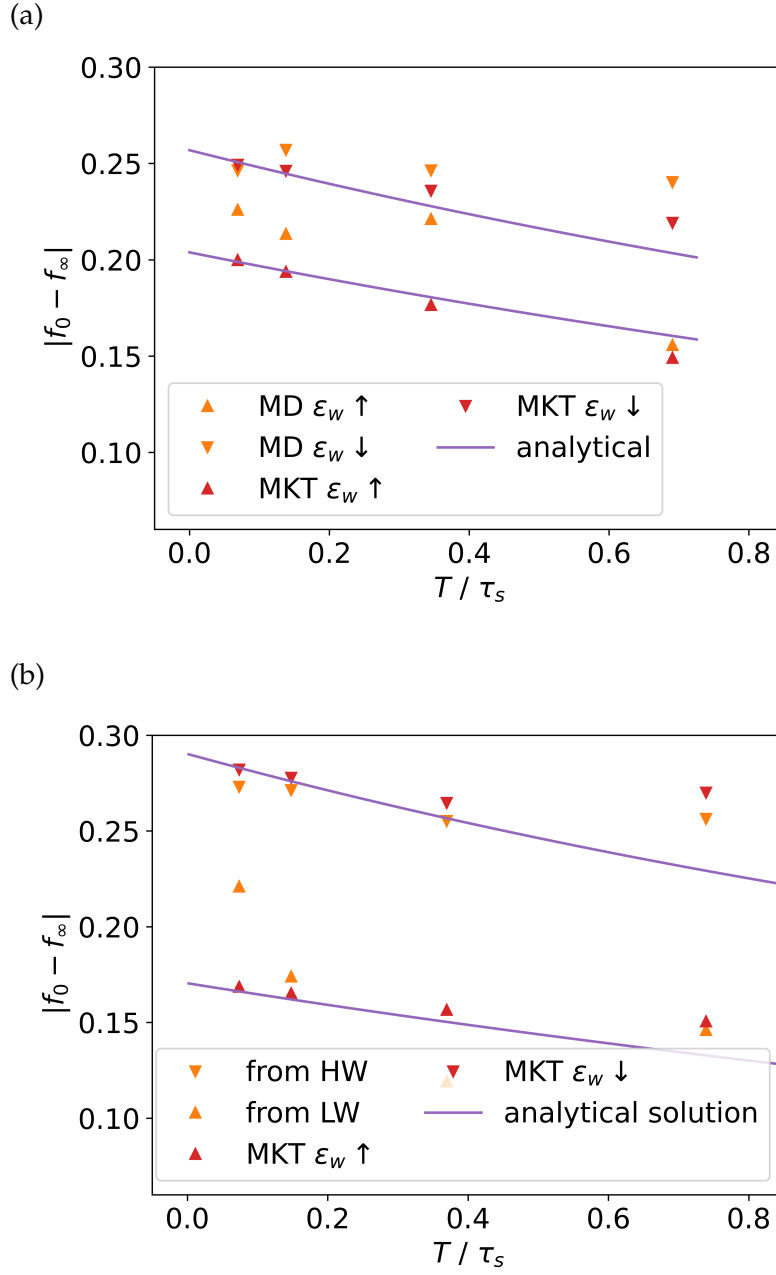 (a)
0.30
0.25
0.20
0.15
0.10
|f₀ − f∞|
MD εw ↑
MD εw ↓
MKT εw ↑
MKT εw ↓
analytical
0.0 0.2 0.4 0.6 0.8
T / τs
(b)
0.30
0.25
0.20
0.15
0.10
|f₀ − f∞|
from HW
from LW
MKT εw ↑
MKT εw ↓
analytical solution
0.0 0.2 0.4 0.6 0.8
T / τs